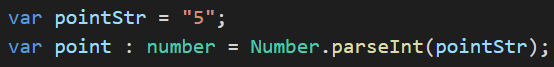 var pointStr = "5";
var point : number = Number.parseInt(pointStr);